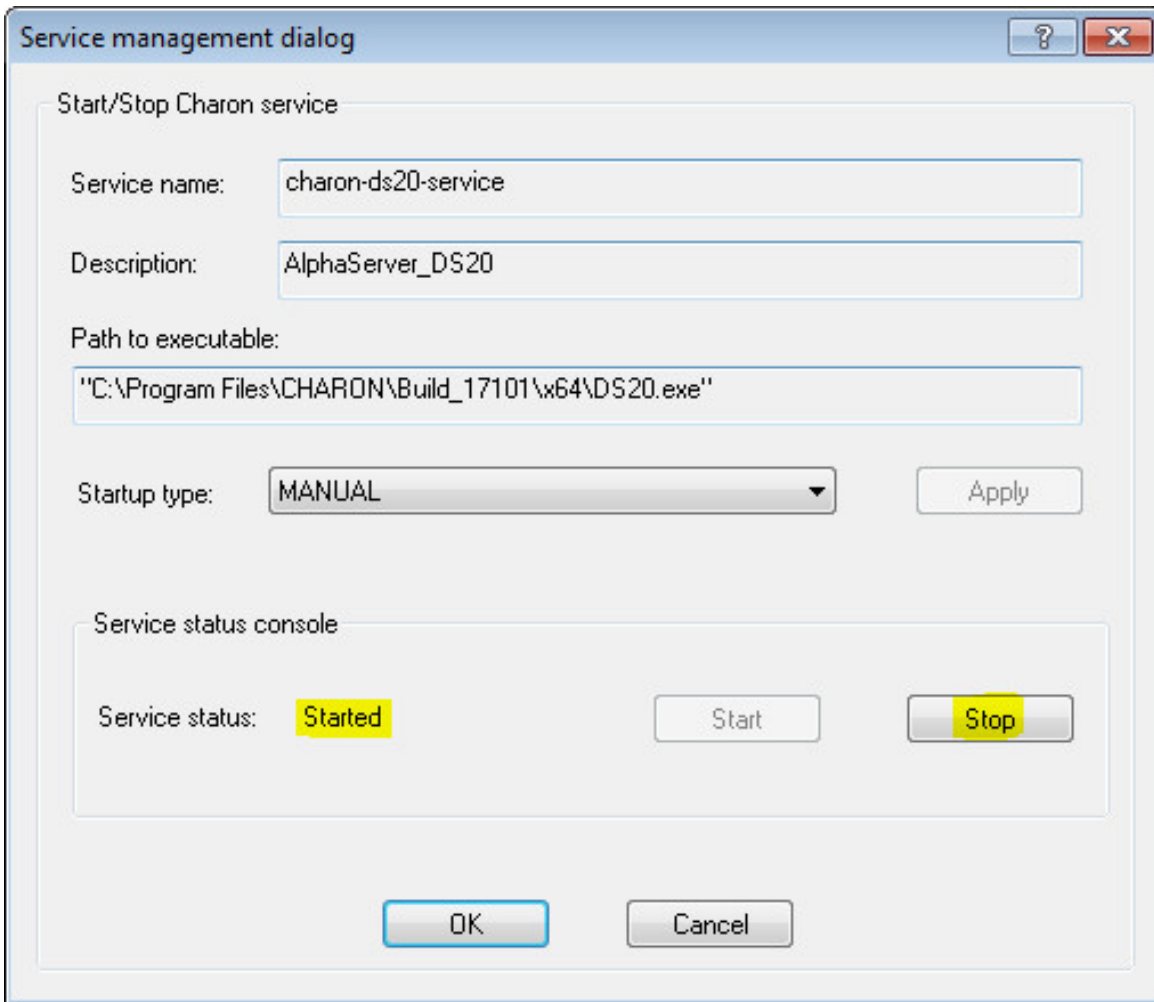 Service management dialog
Start/Stop Charon service
Service name: charon-ds20-service
Description: AlphaServer_DS20
Path to executable:
"C:\Program Files\CHARON\Build_17101\x64\DS20.exe"
Startup type: MANUAL Apply
Service status console
Service status: Started Start Stop
OK Cancel